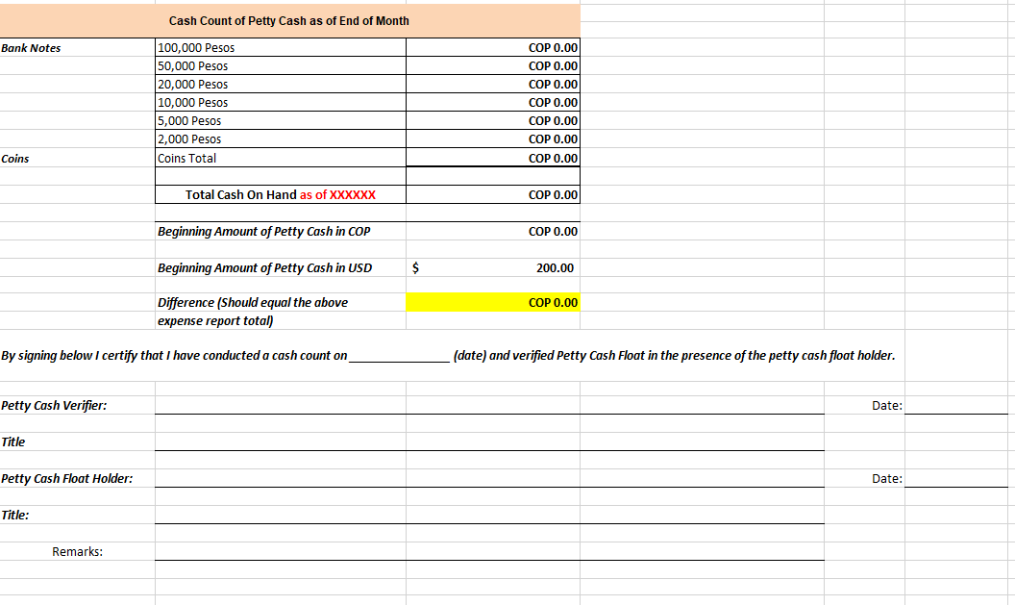 Cash Count of Petty Cash as of End of Month
Bank Notes 100,000 Pesos COP 0.00
50,000 Pesos COP 0.00
20,000 Pesos COP 0.00
10,000 Pesos COP 0.00
5,000 Pesos COP 0.00
2,000 Pesos COP 0.00
Coins Coins Total COP 0.00
Total Cash On Hand as of XXXXXX COP 0.00
Beginning Amount of Petty Cash in COP COP 0.00
Beginning Amount of Petty Cash in USD $ 200.00
Difference (Should equal the above COP 0.00
expense report total)
By signing below I certify that I have conducted a cash count on ________________ (date) and verified Petty Cash Float in the presence of the petty cash float holder.
Petty Cash Verifier: Date:
Title
Petty Cash Float Holder: Date:
Title:
Remarks: